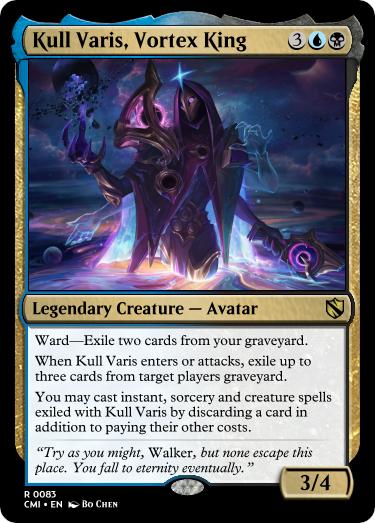 Kull Varis, Vortex King 3
Legendary Creature — Avatar
Ward—Exile two cards from your graveyard.
When Kull Varis enters or attacks, exile up to
three cards from target players graveyard.
You may cast instant, sorcery and creature spells
exiled with Kull Varis by discarding a card in
addition to paying their other costs.
“Try as you might, Walker, but none escape this
place. You fall to eternity eventually.”
3/4
R 0083
CMI • EN Bo Chen